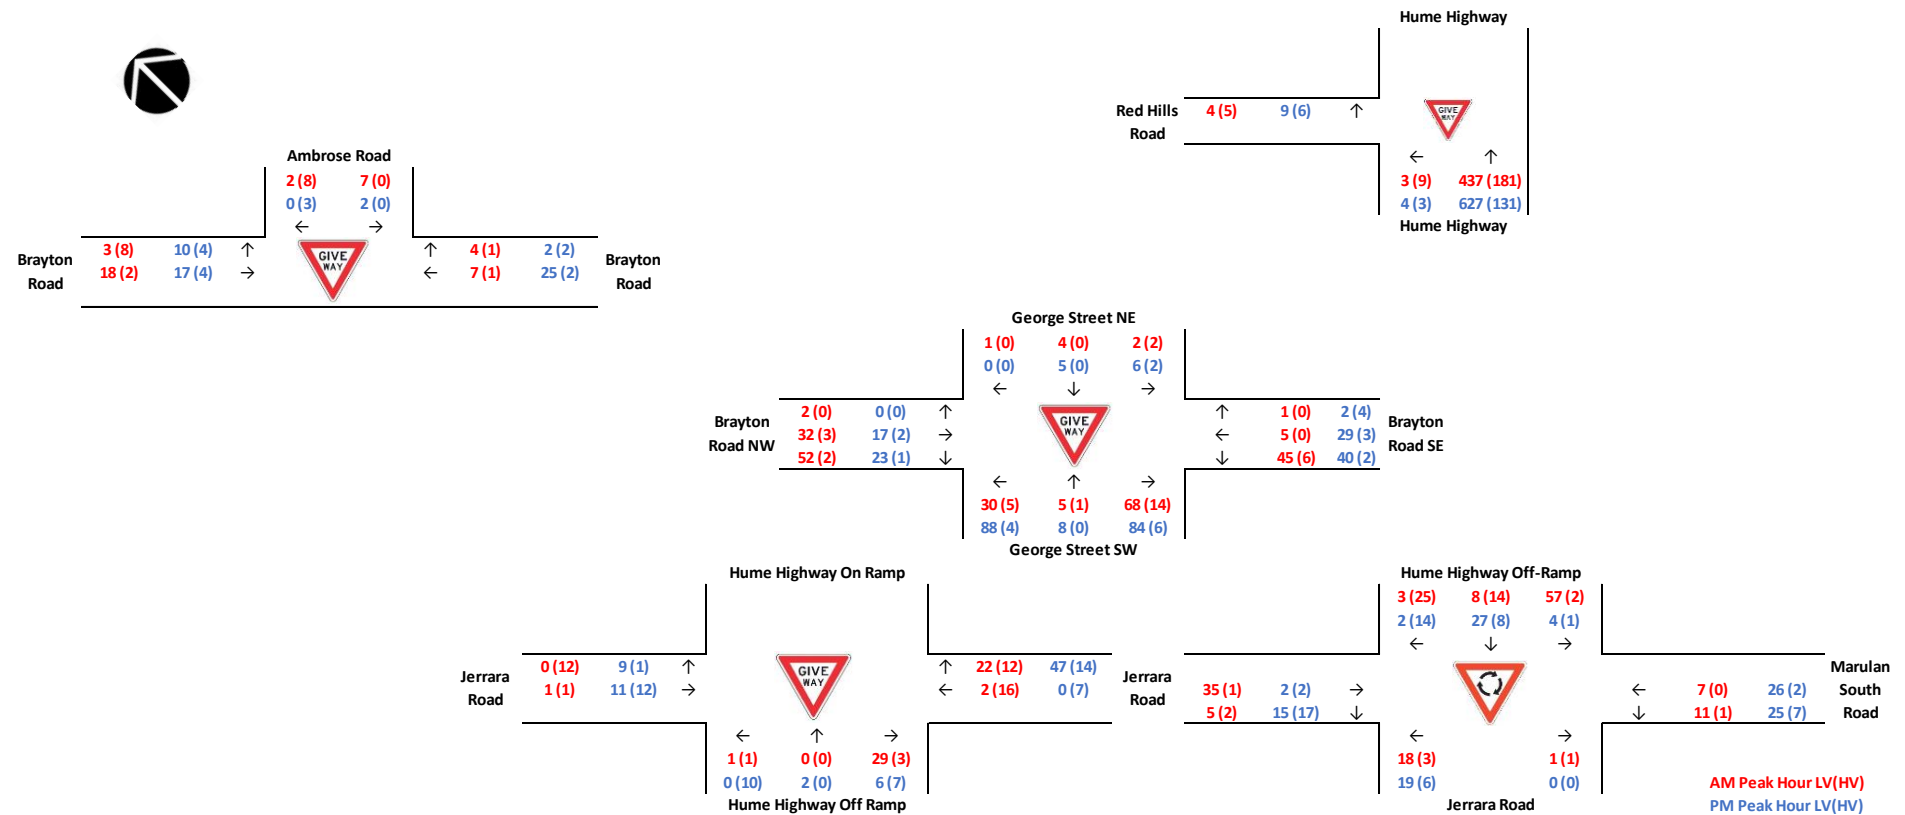 Hume Highway
Red Hills
Road
4 (5) 9 (6) ↑
GIVE
WAY
← ↑
3 (9) 437 (181)
4 (3) 627 (131)
Hume Highway
Ambrose Road
2 (8) 7 (0)
0 (3) 2 (0)
← →
Brayton
Road
3 (8) 10 (4) ↑
18 (2) 17 (4) →
GIVE
WAY
↑ 4 (1) 2 (2)
← 7 (1) 25 (2)
Brayton
Road
George Street NE
1 (0) 4 (0) 2 (2)
0 (0) 5 (0) 6 (2)
← ↓ →
Brayton
Road NW
2 (0) 0 (0) ↑
32 (3) 17 (2) →
52 (2) 23 (1) ↓
GIVE
WAY
↑ 1 (0) 2 (4)
← 5 (0) 29 (3)
↓ 45 (6) 40 (2)
Brayton
Road SE
← ↑ →
30 (5) 5 (1) 68 (14)
88 (4) 8 (0) 84 (6)
George Street SW
Hume Highway On Ramp
Jerrara
Road
0 (12) 9 (1) ↑
1 (1) 11 (12) →
GIVE
WAY
↑ 22 (12) 47 (14)
← 2 (16) 0 (7)
← ↑ →
1 (1) 0 (0) 29 (3)
0 (10) 2 (0) 6 (7)
Hume Highway Off Ramp
Hume Highway Off-Ramp
3 (25) 8 (14) 57 (2)
2 (14) 27 (8) 4 (1)
← ↓ →
Jerrara
Road
35 (1) 2 (2) →
5 (2) 15 (17) ↓
← 7 (0) 26 (2)
↓ 11 (1) 25 (7)
Marulan
South
Road
← →
18 (3) 1 (1)
19 (6) 0 (0)
Jerrara Road
AM Peak Hour LV(HV)
PM Peak Hour LV(HV)